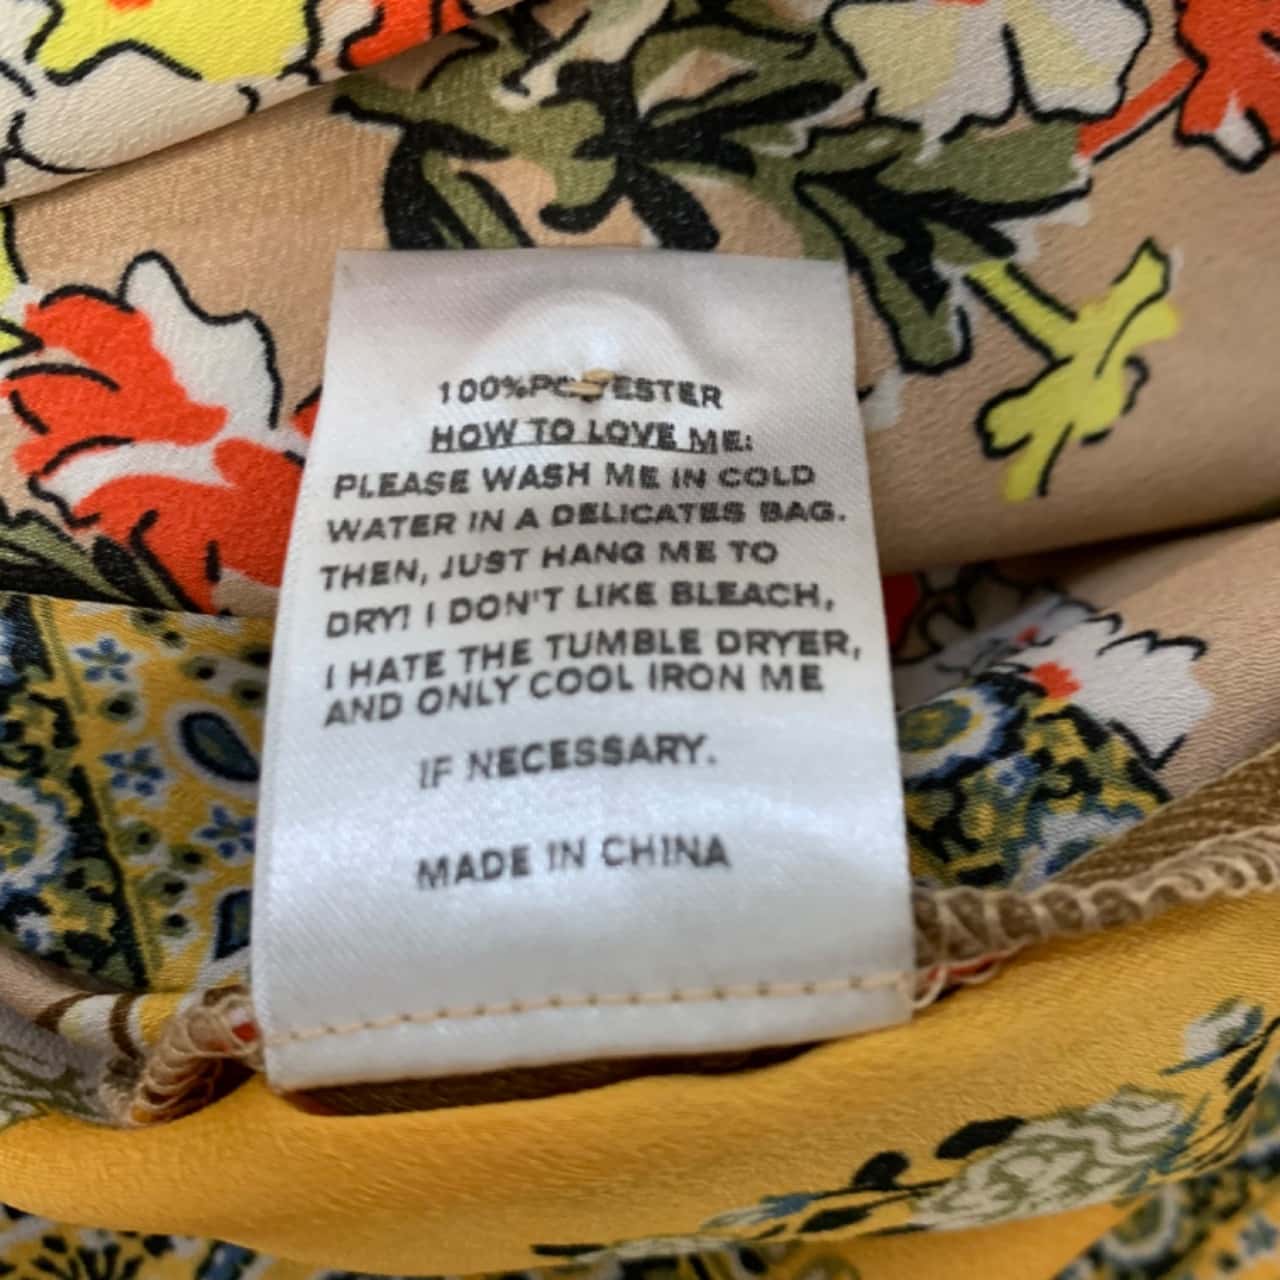 100%POLYESTER
HOW TO LOVE ME:
PLEASE WASH ME IN COLD
WATER IN A DELICATES BAG.
THEN, JUST HANG ME TO
DRY! I DON'T LIKE BLEACH,
I HATE THE TUMBLE DRYER,
AND ONLY COOL IRON ME
IF NECESSARY.
MADE IN CHINA